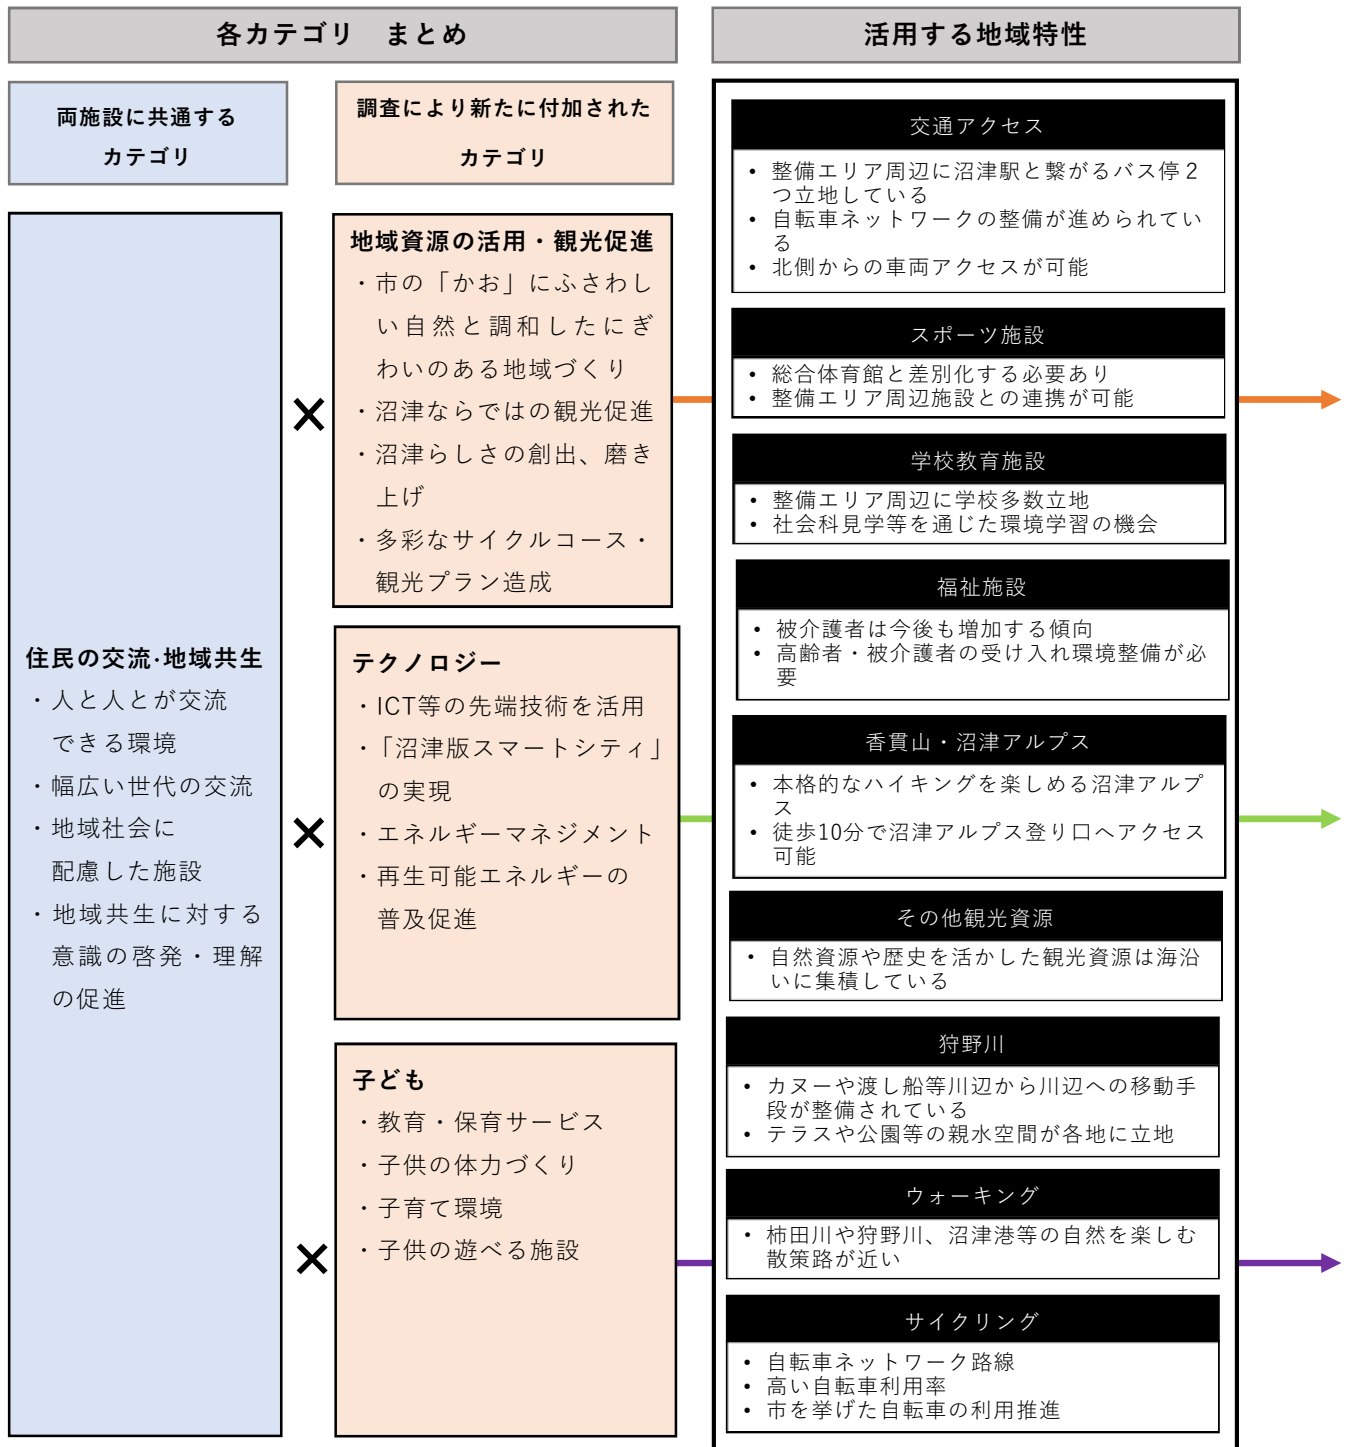 各カテゴリ　まとめ
活用する地域特性
両施設に共通する
カテゴリ
調査により新たに付加された
カテゴリ
住民の交流･地域共生
・人と人とが交流
できる環境
・幅広い世代の交流
・地域社会に
配慮した施設
・地域共生に対する
意識の啓発・理解
の促進
×
地域資源の活用・観光促進
・市の「かお」にふさわし
い自然と調和したにぎ
わいのある地域づくり
・沼津ならではの観光促進
・沼津らしさの創出、磨き
上げ
・多彩なサイクルコース・
観光プラン造成
×
テクノロジー
・ICT等の先端技術を活用
・「沼津版スマートシティ」
の実現
・エネルギーマネジメント
・再生可能エネルギーの
普及促進
×
子ども
・教育・保育サービス
・子供の体力づくり
・子育て環境
・子供の遊べる施設
交通アクセス
• 整備エリア周辺に沼津駅と繋がるバス停２
つ立地している
• 自転車ネットワークの整備が進められてい
る
• 北側からの車両アクセスが可能
スポーツ施設
• 総合体育館と差別化する必要あり
• 整備エリア周辺施設との連携が可能
学校教育施設
• 整備エリア周辺に学校多数立地
• 社会科見学等を通じた環境学習の機会
福祉施設
• 被介護者は今後も増加する傾向
• 高齢者・被介護者の受け入れ環境整備が必
要
香貫山・沼津アルプス
• 本格的なハイキングを楽しめる沼津アルプ
ス
• 徒歩10分で沼津アルプス登り口へアクセス
可能
その他観光資源
• 自然資源や歴史を活かした観光資源は海沿
いに集積している
狩野川
• カヌーや渡し船等川辺から川辺への移動手
段が整備されている
• テラスや公園等の親水空間が各地に立地
ウォーキング
• 柿田川や狩野川、沼津港等の自然を楽しむ
散策路が近い
サイクリング
• 自転車ネットワーク路線
• 高い自転車利用率
• 市を挙げた自転車の利用推進